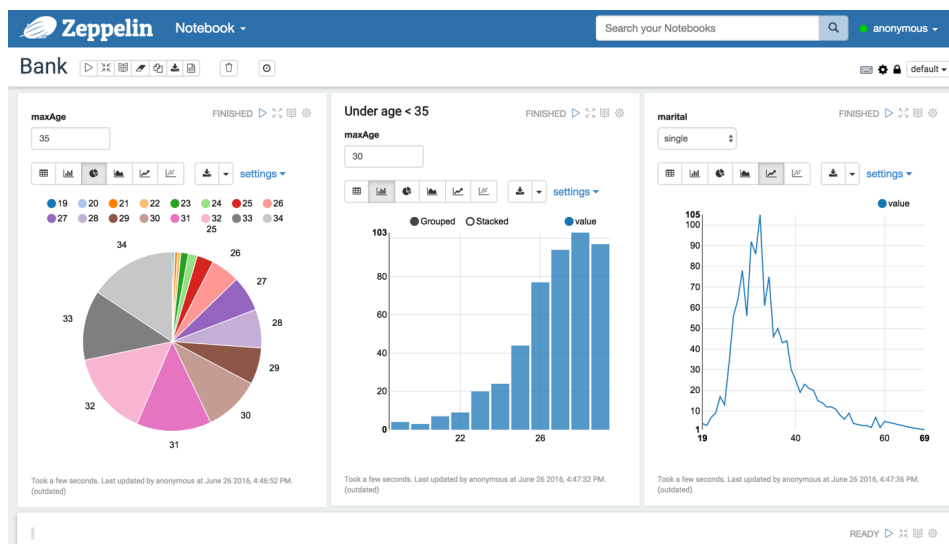 Zeppelin Notebook Search your Notebooks anonymous
Bank default
maxAge FINISHED
35
settings
19 20 21 22 23 24 25 26
27 28 29 30 31 32 33 34
25
34 26
27
33
28
29
32
30
31
Took a few seconds. Last updated by anonymous at June 26 2016, 4:46:52 PM.
(outdated)
Under age < 35 FINISHED
maxAge
30
settings
Grouped Stacked value
103
80
60
40
20
0
22 26
Took a few seconds. Last updated by anonymous at June 26 2016, 4:47:32 PM.
(outdated)
marital FINISHED
single
settings
value
105
100
90
80
70
60
50
40
30
20
10
1
19 40 60 69
Took a few seconds. Last updated by anonymous at June 26 2016, 4:47:36 PM.
(outdated)
READY